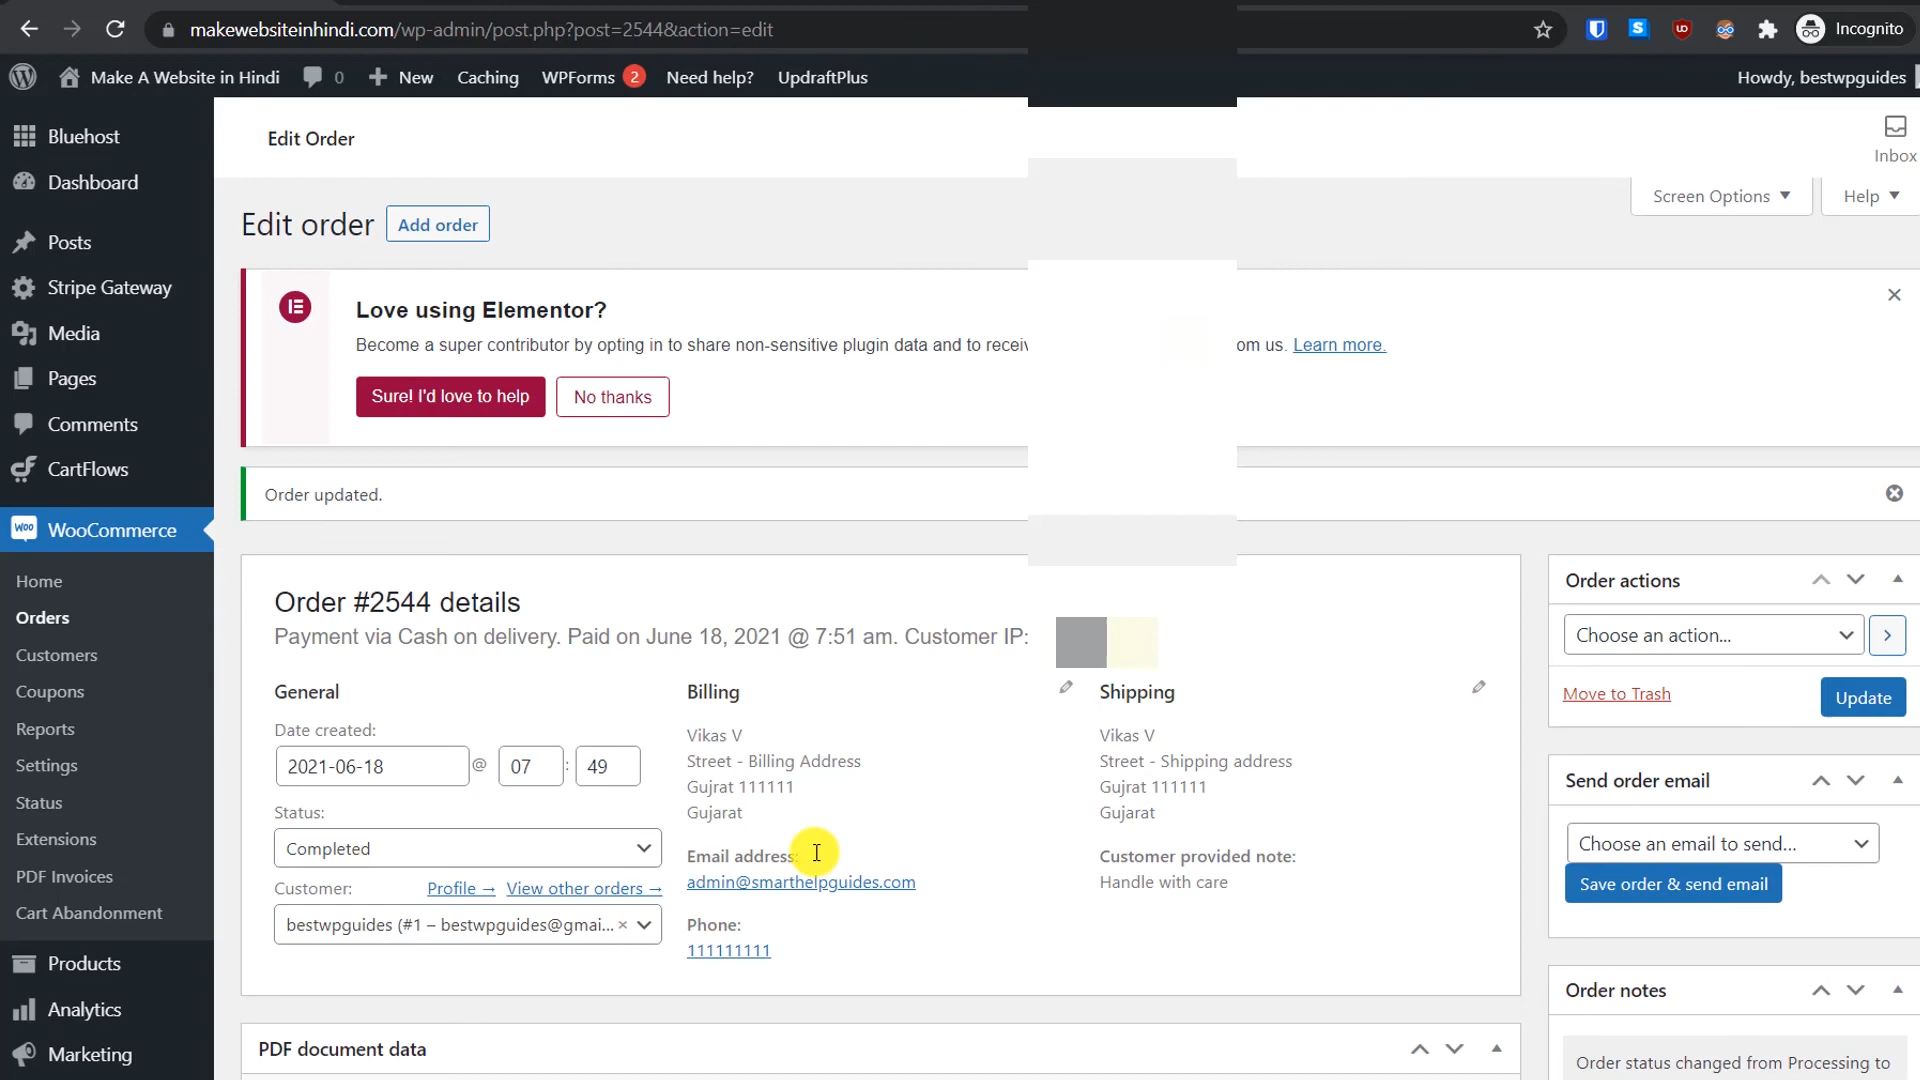 makewebsiteinhindi.com/wp-admin/post.php?post=2544&action=edit
Incognito
Make A Website in Hindi
0
New
Caching
WPForms 2
Need help?
UpdraftPlus
Howdy, bestwpguides
Bluehost
Dashboard
Posts
Stripe Gateway
Media
Pages
Comments
CartFlows
WooCommerce
Home
Orders
Customers
Coupons
Reports
Settings
Status
Extensions
PDF Invoices
Cart Abandonment
Products
Analytics
Marketing
Edit Order
Inbox
Screen Options
Help
Edit order
Add order
Love using Elementor?
Become a super contributor by opting in to share non-sensitive plugin data and to om us. Learn more.
Sure! I'd love to help
No thanks
Order updated.
Order #2544 details
Payment via Cash on delivery. Paid on June 18, 2021 @ 7:51 am. Customer IP:
General
Date created:
2021-06-18 @ 07 : 49
Status:
Completed
Customer:
Profile →
View other orders →
bestwpguides (#1 – bestwpguides@gmai... ×
Billing
Vikas V
Street - Billing Address
Gujrat 111111
Gujarat
Email address:
admin@smarthelpguides.com
Phone:
111111111
Shipping
Vikas V
Street - Shipping address
Gujrat 111111
Gujarat
Customer provided note:
Handle with care
PDF document data
Order actions
Choose an action...
Move to Trash
Update
Send order email
Choose an email to send...
Save order & send email
Order notes
Order status changed from Processing to